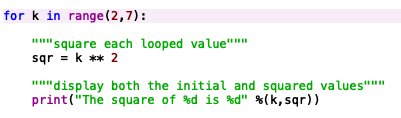 for k in range(2,7):
"""square each looped value"""
sqr = k ** 2
"""display both the initial and squared values"""
print("The square of %d is %d" %(k,sqr))